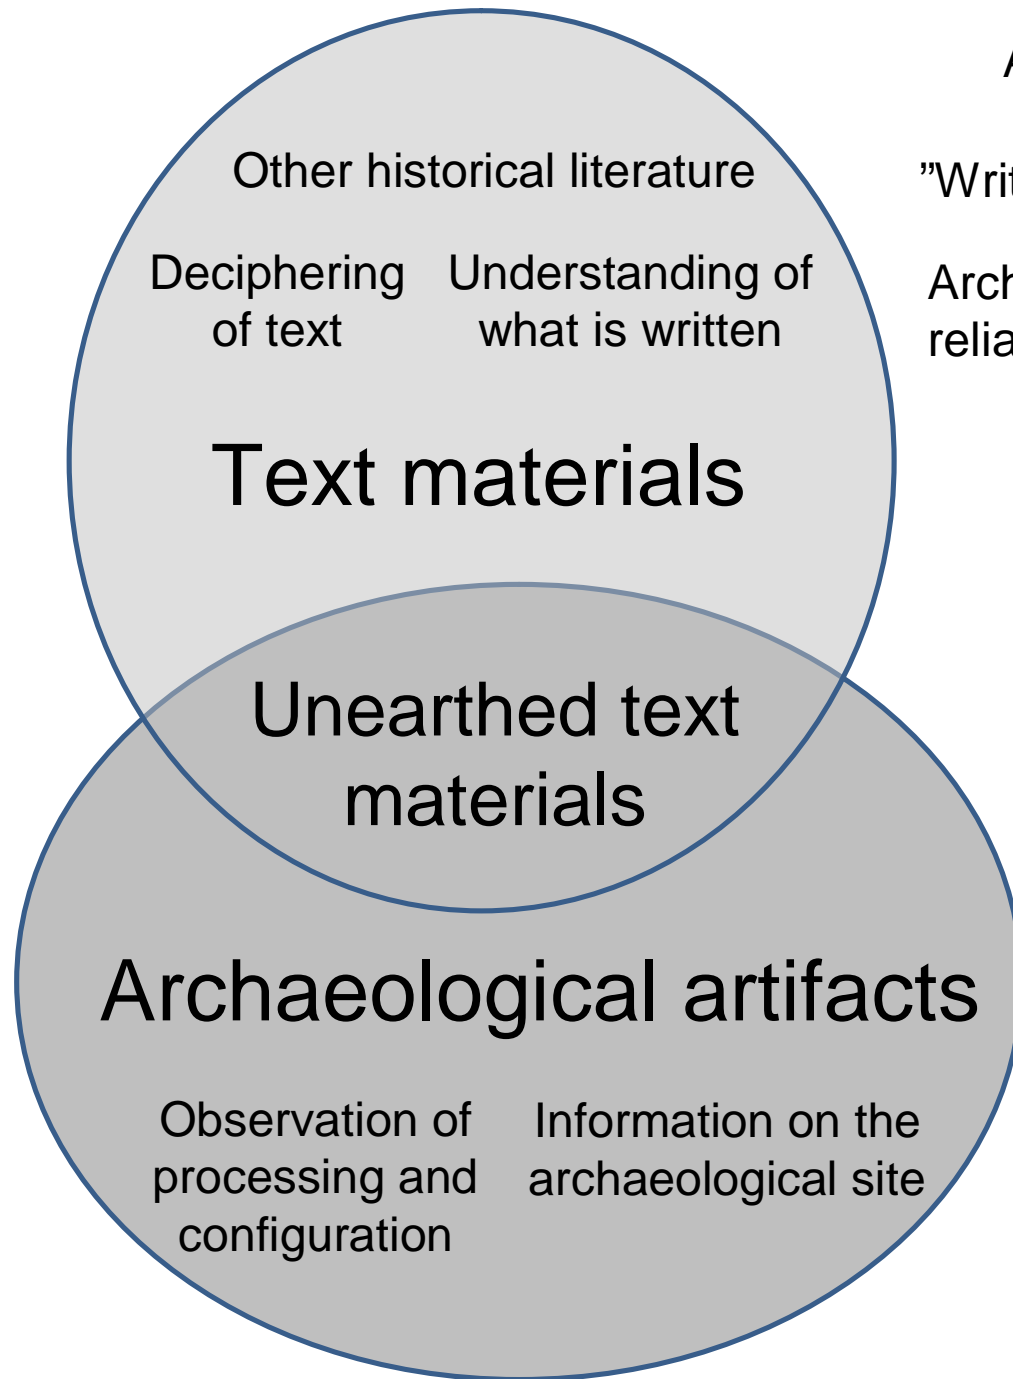 Other historical literature
Deciphering
of text
Understanding of
what is written
Text materials
Unearthed text
materials
Archaeological artifacts
Observation of
processing and
configuration
Information on the
archaeological site